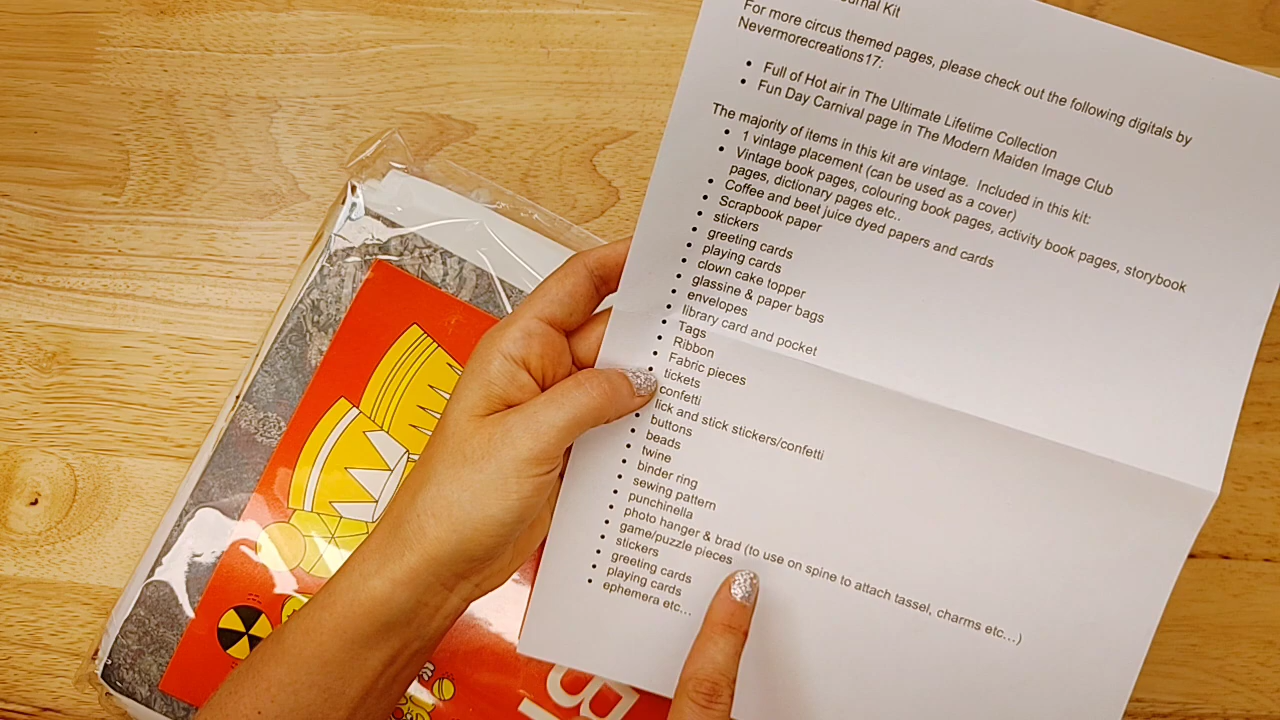 Journal Kit
For more circus themed pages, please check out the following digitals by
Nevermorecreations17:
• Full of Hot air in The Ultimate Lifetime Collection
• Fun Day Carnival page in The Modern Maiden Image Club
The majority of items in this kit are vintage. Included in this kit:
• 1 vintage placement (can be used as a cover)
• Vintage book pages, colouring book pages, activity book pages, storybook
pages, dictionary pages etc..
• Coffee and beet juice dyed papers and cards
• Scrapbook paper
• stickers
• greeting cards
• playing cards
• clown cake topper
• glassine & paper bags
• envelopes
• library card and pocket
• Tags
• Ribbon
• Fabric pieces
• tickets
confetti
lick and stick stickers/confetti
• buttons
• beads
• twine
• binder ring
• sewing pattern
• punchinella
• photo hanger & brad (to use on spine to attach tassel, charms etc...)
• game/puzzle pieces
• stickers
• greeting cards
• playing cards
• ephemera etc...